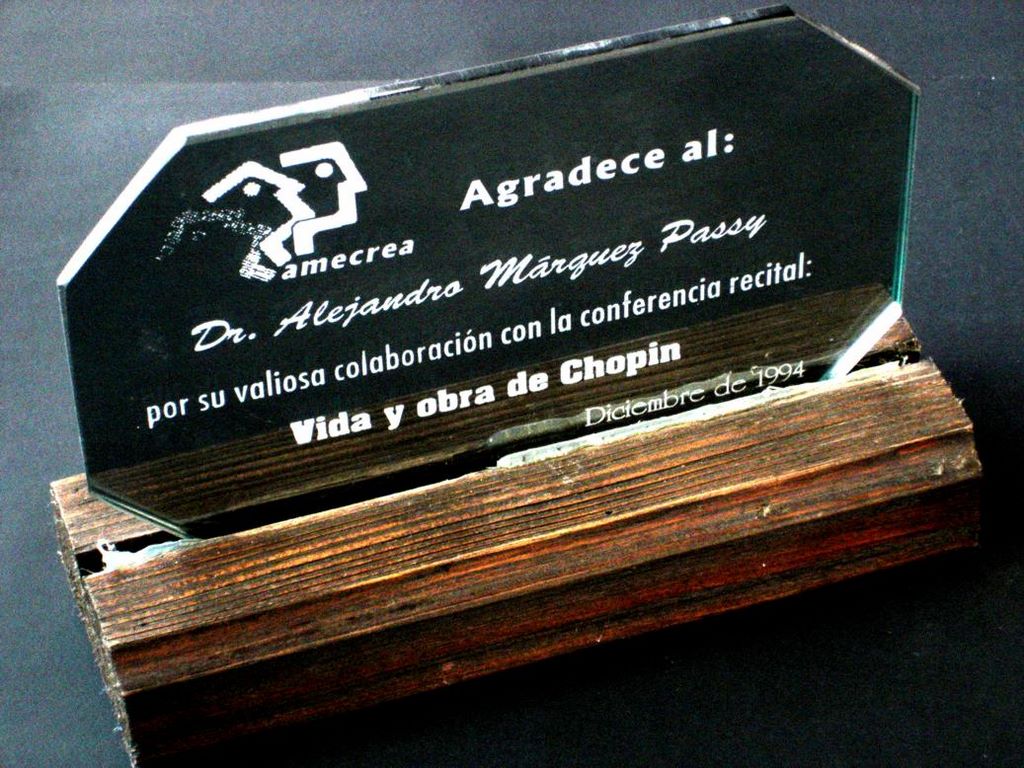 amecrea
Agradece al:
Dr. Alejandro Márquez Passy
por su valiosa colaboración con la conferencia recital:
Vida y obra de Chopin
Diciembre de 1994